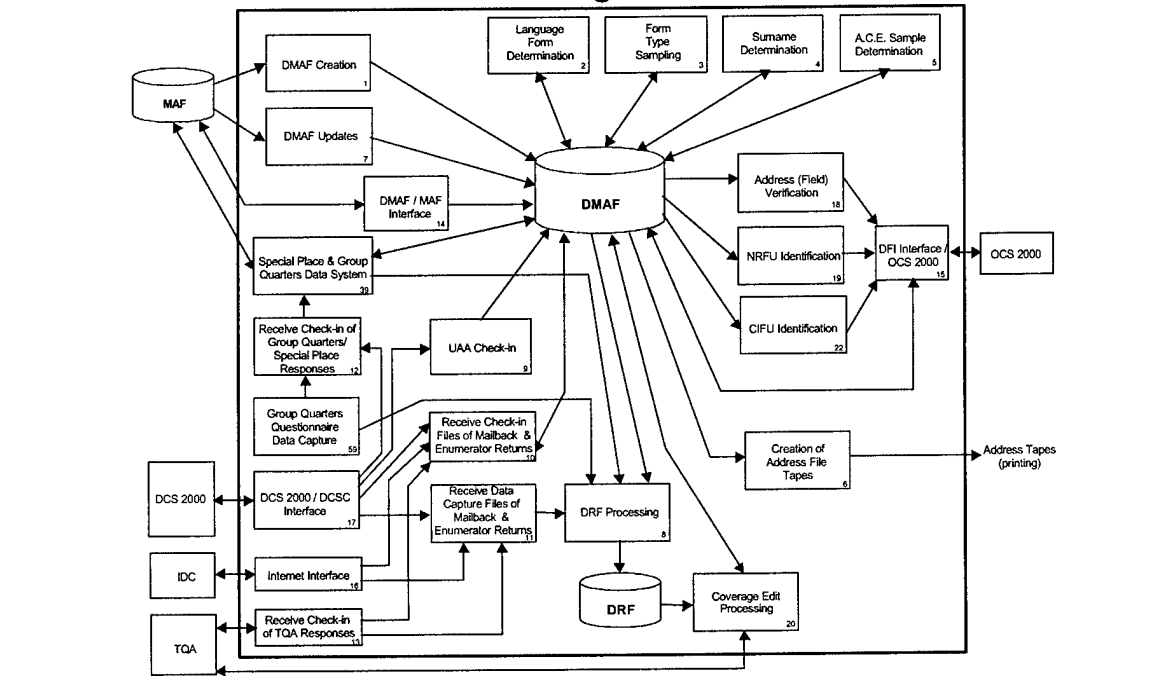 Language
Form
Determination
2
Form
Type
Sampling
3
Surname
Determination
4
A.C.E. Sample
Determination
5
DMAF Creation
1
MAF
DMAF Updates
7
DMAF / MAF
Interface
14
DMAF
Address (Field)
Verification
18
NRFU Identification
19
CIFU Identification
22
DFI Interface /
OCS 2000
15
OCS 2000
Special Place & Group
Quarters Data System
39
Receive Check-in of
Group Quarters/
Special Place
Responses
12
UAA Check-in
9
Group Quarters
Questionnaire
Data Capture
59
Receive Check-in
Files of Mailback &
Enumerator Returns
10
Creation of
Address File
Tapes
6
Address Tapes
(printing)
DCS 2000
DCS 2000 / DCSC
Interface
17
Receive Data
Capture Files of
Mailback &
Enumerator Returns
11
DRF Processing
8
IDC
Internet Interface
16
DRF
Coverage Edit
Processing
20
TQA
Receive Check-in
of TQA Responses
13